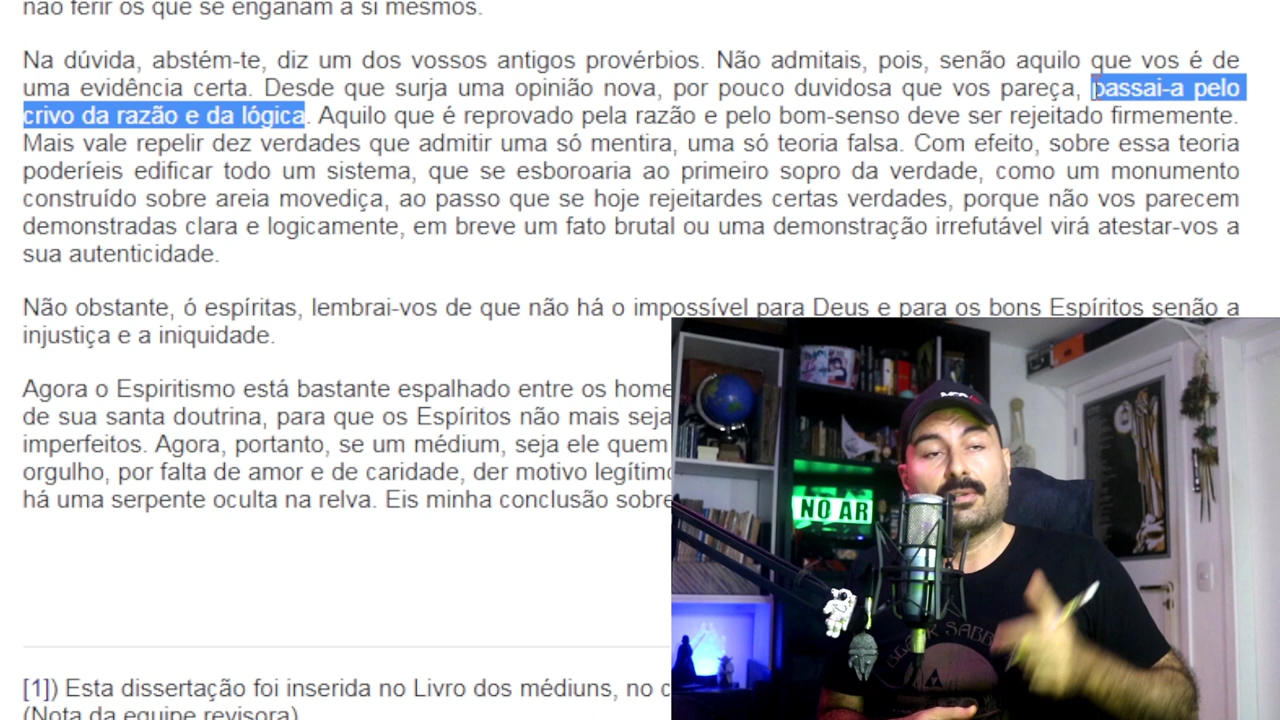 não ferir os que se enganam a si mesmos.
Na dúvida, abstém-te, diz um dos vossos antigos provérbios. Não admitais, pois, senão aquilo que vos é de
uma evidência certa. Desde que surja uma opinião nova, por pouco duvidosa que vos pareça, passai-a pelo
crivo da razão e da lógica. Aquilo que é reprovado pela razão e pelo bom-senso deve ser rejeitado firmemente.
Mais vale repelir dez verdades que admitir uma só mentira, uma só teoria falsa. Com efeito, sobre essa teoria
poderíeis edificar todo um sistema, que se esboroaria ao primeiro sopro da verdade, como um monumento
construído sobre areia movediça, ao passo que se hoje rejeitardes certas verdades, porque não vos parecem
demonstradas clara e logicamente, em breve um fato brutal ou uma demonstração irrefutável virá atestar-vos a
sua autenticidade.
Não obstante, ó espíritas, lembrai-vos de que não há o impossível para Deus e para os bons Espíritos senão a
injustiça e a iniquidade.
Agora o Espiritismo está bastante espalhado entre os home
de sua santa doutrina, para que os Espíritos não mais seja
imperfeitos. Agora, portanto, se um médium, seja ele quem
orgulho, por falta de amor e de caridade, der motivo legítimo
há uma serpente oculta na relva. Eis minha conclusão sobre
[1]) Esta dissertação foi inserida no Livro dos médiuns, no c
(Nota da equipe revisora)
NO AR
BLACK SABB